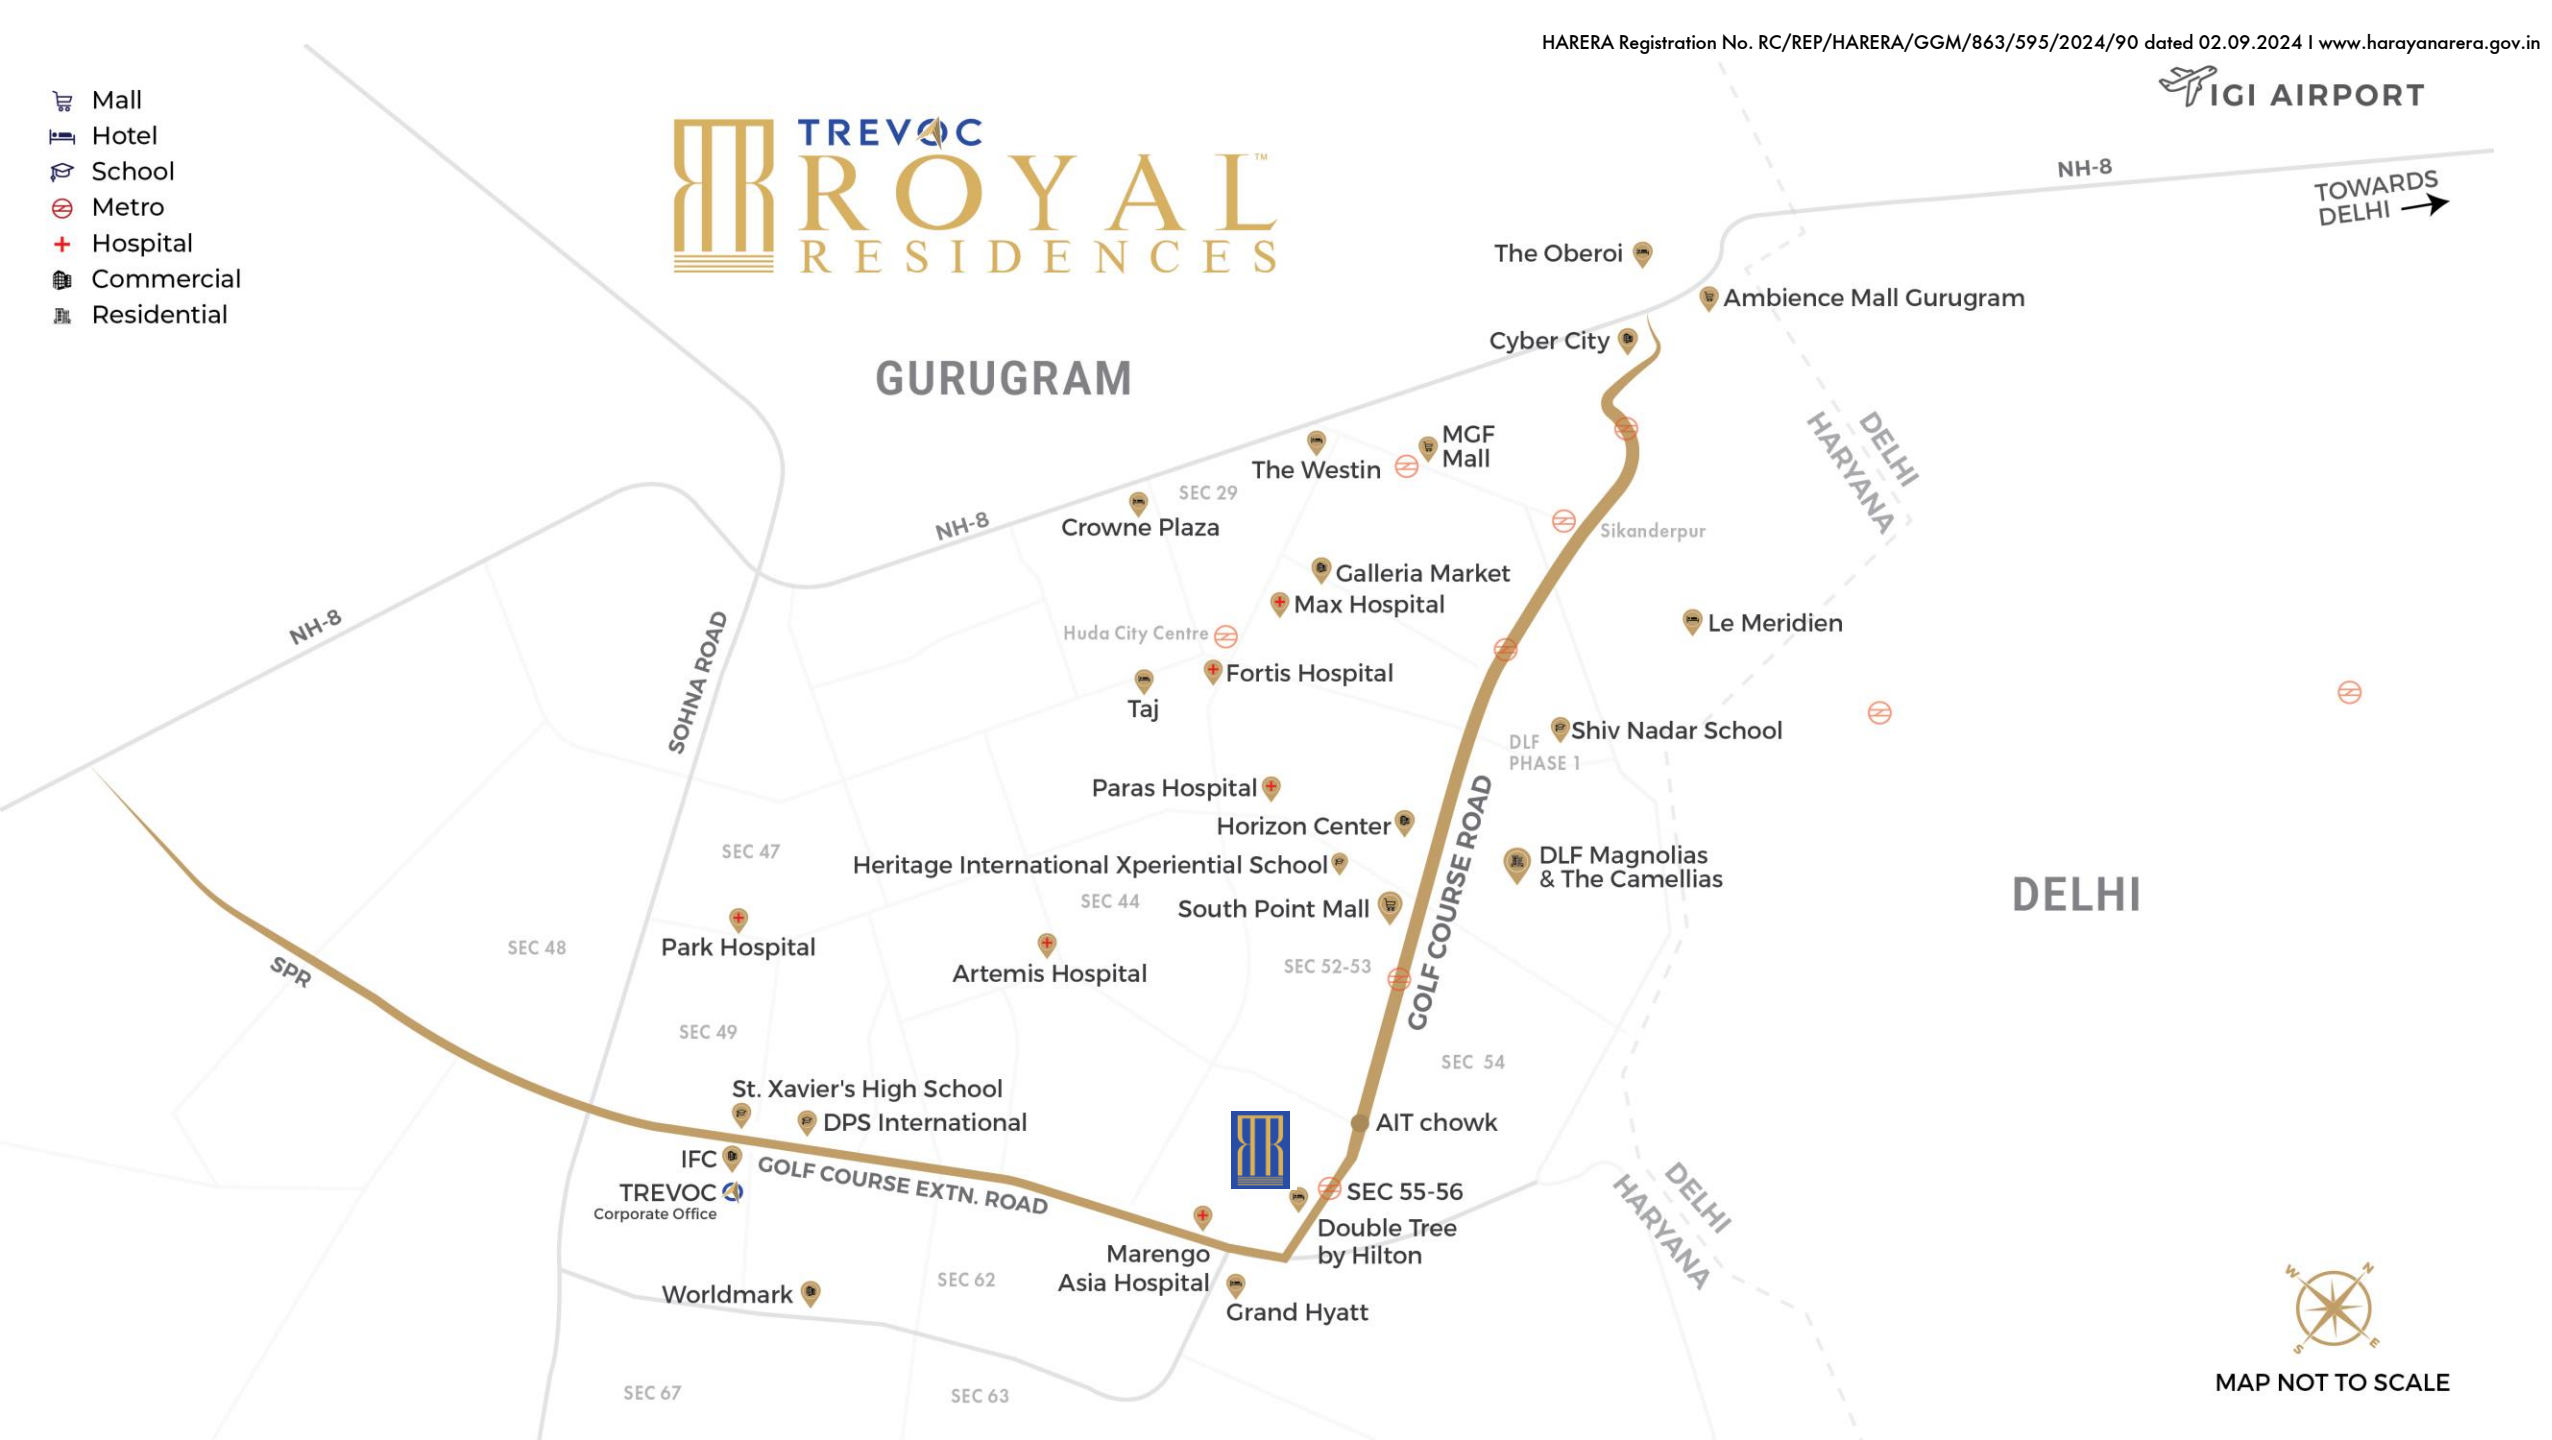 HARERA Registration No. RC/REP/HARERA/GGM/863/595/2024/90 dated 02.09.2024 I www.harayanarera.gov.in
IGI AIRPORT
Mall
Hotel
School
Metro
Hospital
Commercial
Residential
TREVOC
ROYAL™
RESIDENCES
NH-8
TOWARDS
DELHI
The Oberoi
Ambience Mall Gurugram
Cyber City
GURUGRAM
DELHI
HARYANA
MGF
Mall
The Westin
SEC 29
Crowne Plaza
NH-8
Sikanderpur
Galleria Market
Max Hospital
NH-8
Le Meridien
Huda City Centre
SOHNA ROAD
Fortis Hospital
Taj
Shiv Nadar School
DLF
PHASE 1
Paras Hospital
Horizon Center
GOLF COURSE ROAD
SEC 47
Heritage International Xperiential School
DLF Magnolias
& The Camellias
DELHI
SEC 44
South Point Mall
SEC 48
Park Hospital
Artemis Hospital
SEC 52-53
SPR
SEC 49
SEC 54
St. Xavier's High School
DPS International
AIT chowk
IFC
GOLF COURSE EXTN. ROAD
TREVOC
Corporate Office
SEC 55-56
Double Tree
by Hilton
DELHI
HARYANA
Marengo
Asia Hospital
SEC 62
Worldmark
Grand Hyatt
W
N
S
E
MAP NOT TO SCALE
SEC 67
SEC 63